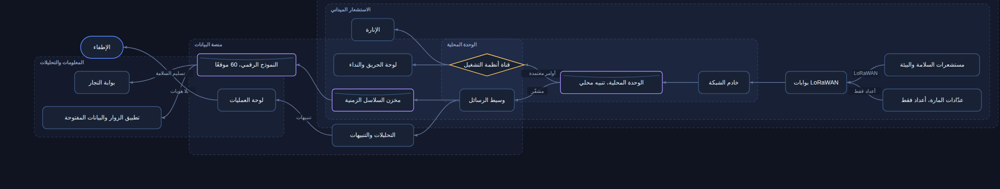 الاستشعار الميداني
الوحدة المحلية
منصة البيانات
المعلومات والتحليلات
مستشعرات السلامة والبيئة
عدّادات المارة، أعداد فقط
LoRaWAN
أعداد فقط
بوابات LoRaWAN
خادم الشبكة
الوحدة المحلية، تنبيه محلي
أوامر معتمدة
مشفّر
قناة أنظمة التشغيل
وسيط الرسائل
الإنارة
لوحة الحريق والنداء
مخزن السلاسل الزمنية
التحليلات والتنبيهات
تنبيهات
النموذج الرقمي، 60 موقعًا
لوحة العمليات
تسليم السلامة
بلا هويات
الإطفاء
بوابة التجار
تطبيق الزوار والبيانات المفتوحة